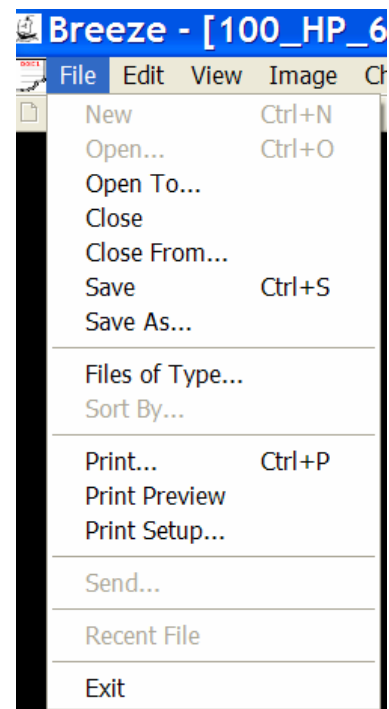 Breeze - [100_HP_6
DOC1
File Edit View Image Ch
New Ctrl+N
Open... Ctrl+O
Open To...
Close
Close From...
Save Ctrl+S
Save As...
Files of Type...
Sort By...
Print... Ctrl+P
Print Preview
Print Setup...
Send...
Recent File
Exit